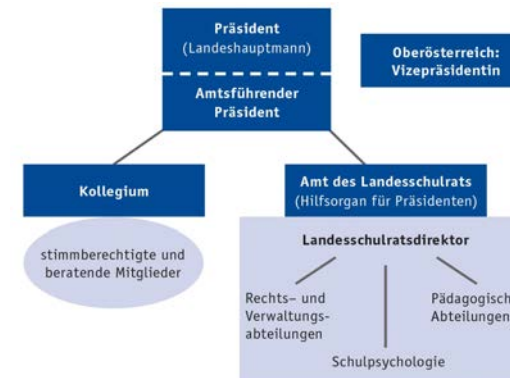 Präsident
(Landeshauptmann)
Amtsführender
Präsident
Oberösterreich:
Vizepräsidentin
Kollegium
stimmberechtigte und
beratende Mitglieder
Amt des Landesschulrats
(Hilfsorgan für Präsidenten)
Landesschulratsdirektor
Rechts- und
Verwaltungs-
abteilungen
Schulpsychologie
Pädagogisch
Abteilungen